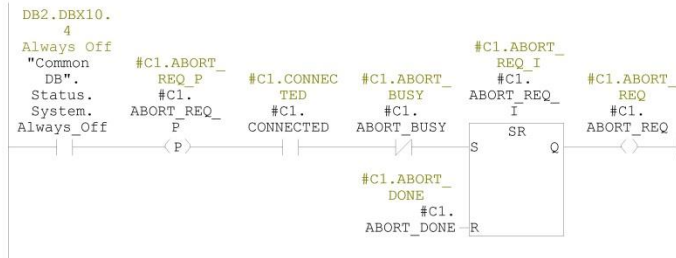 DB2.DBX10.
4
Always Off
"Common
DB".
Status.
System.
Always_Off
#C1.ABORT_
REQ_P
#C1.
ABORT_REQ_
P
( P )
#C1.CONNEC
TED
#C1.
CONNECTED
#C1.ABORT_
BUSY
#C1.
ABORT_BUSY
#C1.ABORT_
REQ_I
#C1.
ABORT_REQ_
I
SR
S
Q
#C1.ABORT_
REQ
#C1.
ABORT_REQ
#C1.ABORT_
DONE
#C1.
ABORT_DONE
R